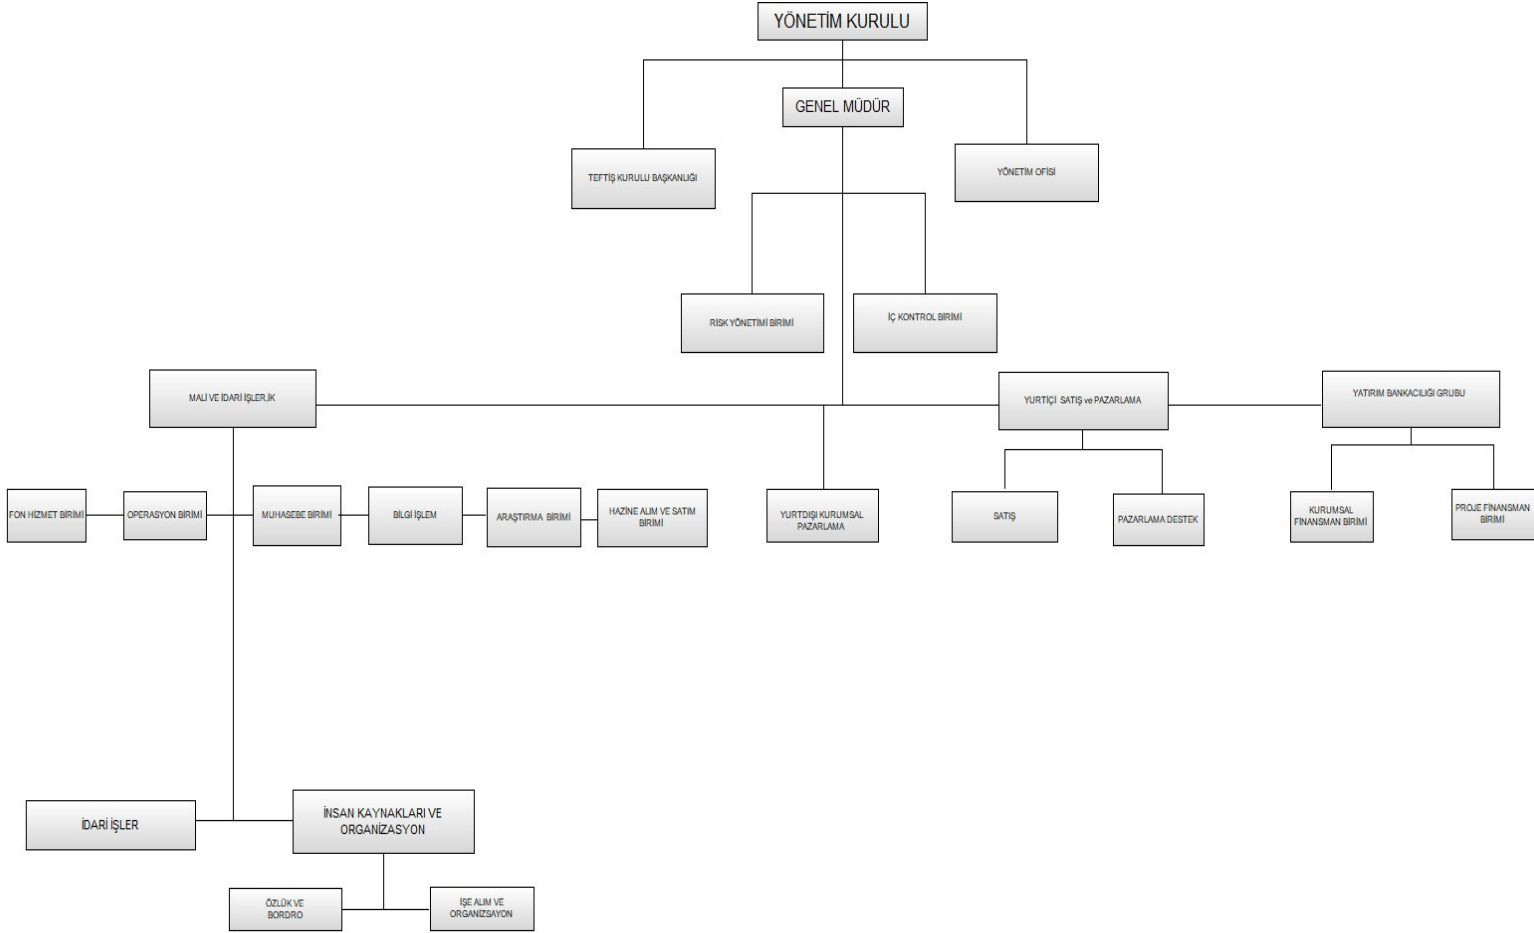 YÖNETİM KURULU
GENEL MÜDÜR
TEFTİŞ KURULU BAŞKANLIĞI
YÖNETİM OFİSİ
RİSK YÖNETİMİ BİRİMİ
İÇ KONTROL BİRİMİ
MALİ VE İDARİ İŞLER,İK
YURTİÇİ SATIŞ ve PAZARLAMA
YATIRIM BANKACILIĞI GRUBU
FON HİZMET BİRİMİ
OPERASYON BİRİMİ
MUHASEBE BİRİMİ
BİLGİ İŞLEM
ARAŞTIRMA BİRİMİ
HAZİNE ALIM VE SATIM
BİRİMİ
YURTDIŞI KURUMSAL
PAZARLAMA
SATIŞ
PAZARLAMA DESTEK
KURUMSAL
FİNANSMAN BİRİMİ
PROJE FİNANSMAN
BİRİMİ
İDARİ İŞLER
İNSAN KAYNAKLARI VE
ORGANİZASYON
ÖZLÜK VE
BORDRO
İŞE ALIM VE
ORGANİZSAYON